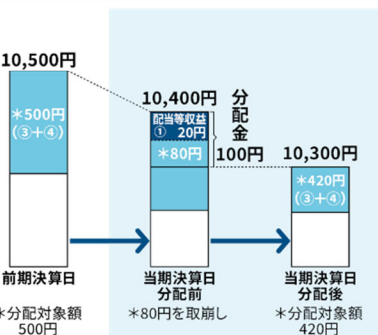 10,500円
＊500円
(③+④)
前期決算日
＊分配対象額
500円
10,400円
配当等収益
① 20円
＊80円
分配金
100円
当期決算日
分配前
＊80円を取崩し
10,300円
＊420円
(③+④)
当期決算日
分配後
＊分配対象額
420円